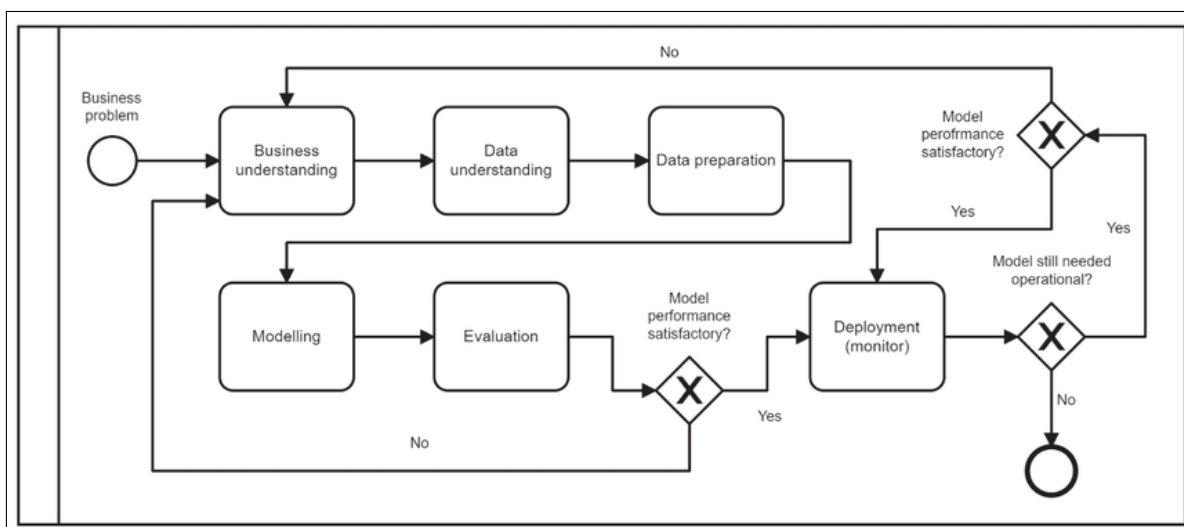 No
Business
problem
Business
understanding
Data
understanding
Data preparation
Model
perofrmance
satisfactory?
Yes
Yes
Model still needed
operational?
Modelling
Evaluation
Model
performance
satisfactory?
Deployment
(monitor)
X
X
X
Yes
No
No